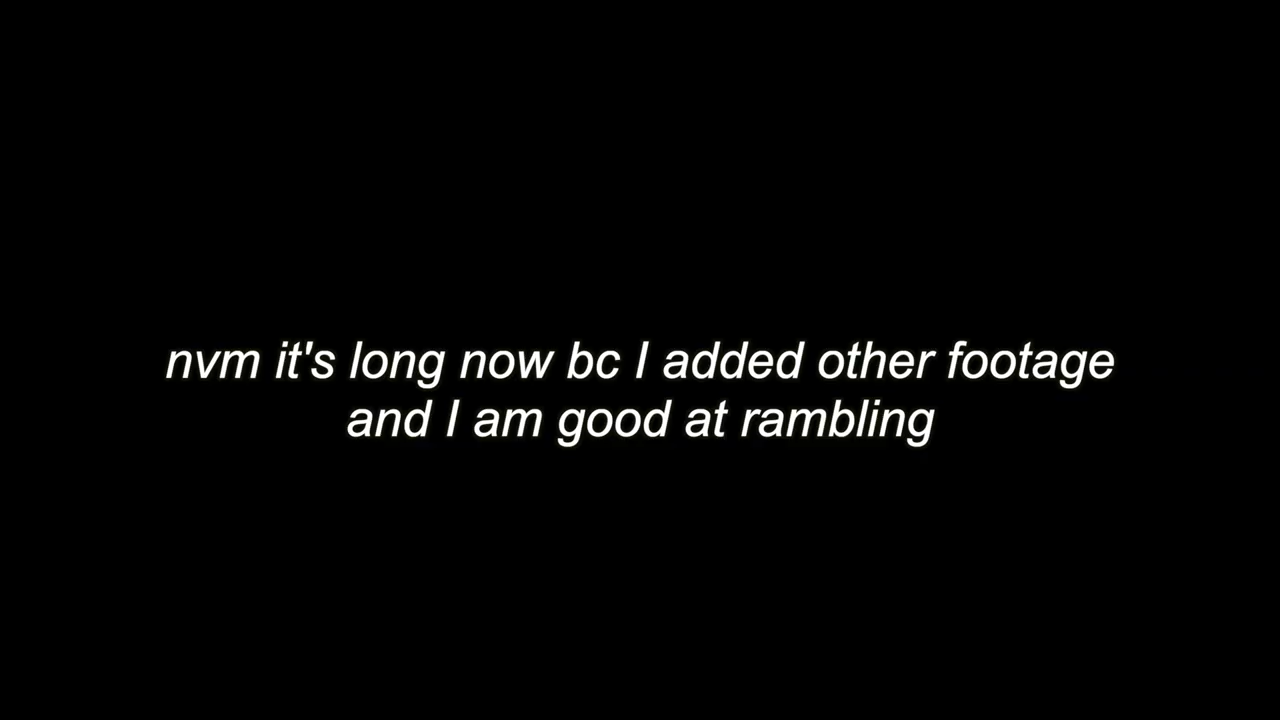 nvm it's long now bc I added other footage
and I am good at rambling